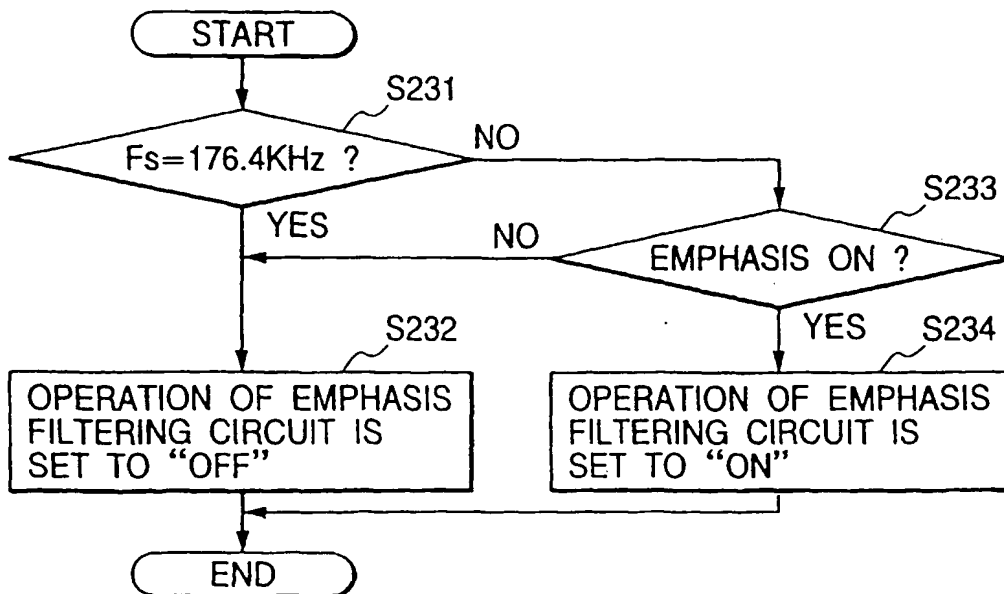 START
S231
Fs=176.4KHz ?
NO
YES
S233
EMPHASIS ON ?
NO
YES
S232
OPERATION OF EMPHASIS
FILTERING CIRCUIT IS
SET TO “OFF”
S234
OPERATION OF EMPHASIS
FILTERING CIRCUIT IS
SET TO “ON”
END